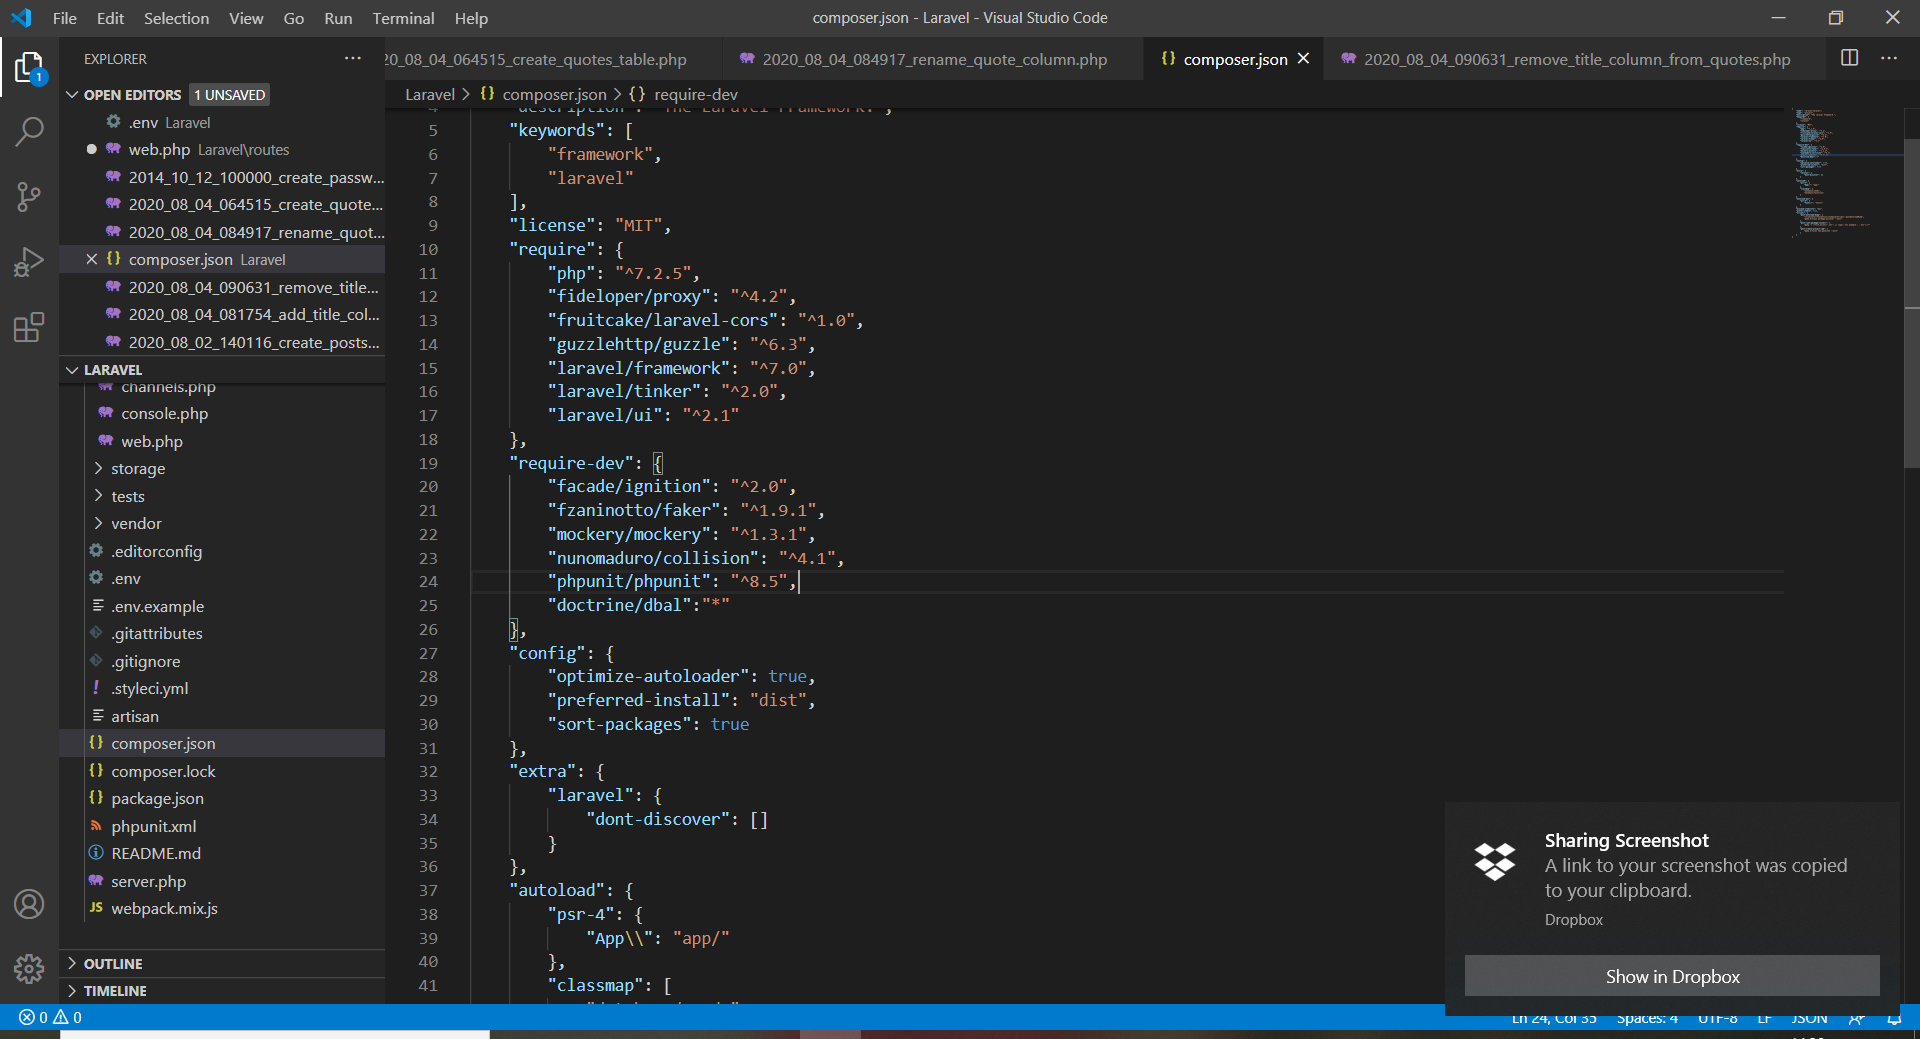 File Edit Selection View Go Run Terminal Help
composer.json - Laravel - Visual Studio Code
EXPLORER
20_08_04_064515_create_quotes_table.php
2020_08_04_084917_rename_quote_column.php
{} composer.json
2020_08_04_090631_remove_title_column_from_quotes.php
1
OPEN EDITORS 1 UNSAVED
.env Laravel
web.php Laravel\routes
2014_10_12_100000_create_passw...
2020_08_04_064515_create_quote...
2020_08_04_084917_rename_quot...
{} composer.json Laravel
2020_08_04_090631_remove_title...
2020_08_04_081754_add_title_col...
2020_08_02_140116_create_posts...
LARAVEL
channels.php
console.php
web.php
storage
tests
vendor
.editorconfig
.env
.env.example
.gitattributes
.gitignore
! .styleci.yml
artisan
{} composer.json
{} composer.lock
{} package.json
phpunit.xml
README.md
server.php
JS webpack.mix.js
OUTLINE
TIMELINE
Laravel > {} composer.json > {} require-dev
4 "description": "The Laravel Framework.",
5 "keywords": [
6 "framework",
7 "laravel"
8 ],
9 "license": "MIT",
10 "require": {
11 "php": "^7.2.5",
12 "fideloper/proxy": "^4.2",
13 "fruitcake/laravel-cors": "^1.0",
14 "guzzlehttp/guzzle": "^6.3",
15 "laravel/framework": "^7.0",
16 "laravel/tinker": "^2.0",
17 "laravel/ui": "^2.1"
18 },
19 "require-dev": {
20 "facade/ignition": "^2.0",
21 "fzaninotto/faker": "^1.9.1",
22 "mockery/mockery": "^1.3.1",
23 "nunomaduro/collision": "^4.1",
24 "phpunit/phpunit": "^8.5",
25 "doctrine/dbal":"*"
26 },
27 "config": {
28 "optimize-autoloader": true,
29 "preferred-install": "dist",
30 "sort-packages": true
31 },
32 "extra": {
33 "laravel": {
34 "dont-discover": []
35 }
36 },
37 "autoload": {
38 "psr-4": {
39 "App\\": "app/"
40 },
41 "classmap": [
Sharing Screenshot
A link to your screenshot was copied
to your clipboard.
Dropbox
Show in Dropbox
0 0
Ln 24, Col 35 Spaces: 4 UTF-8 LF JSON